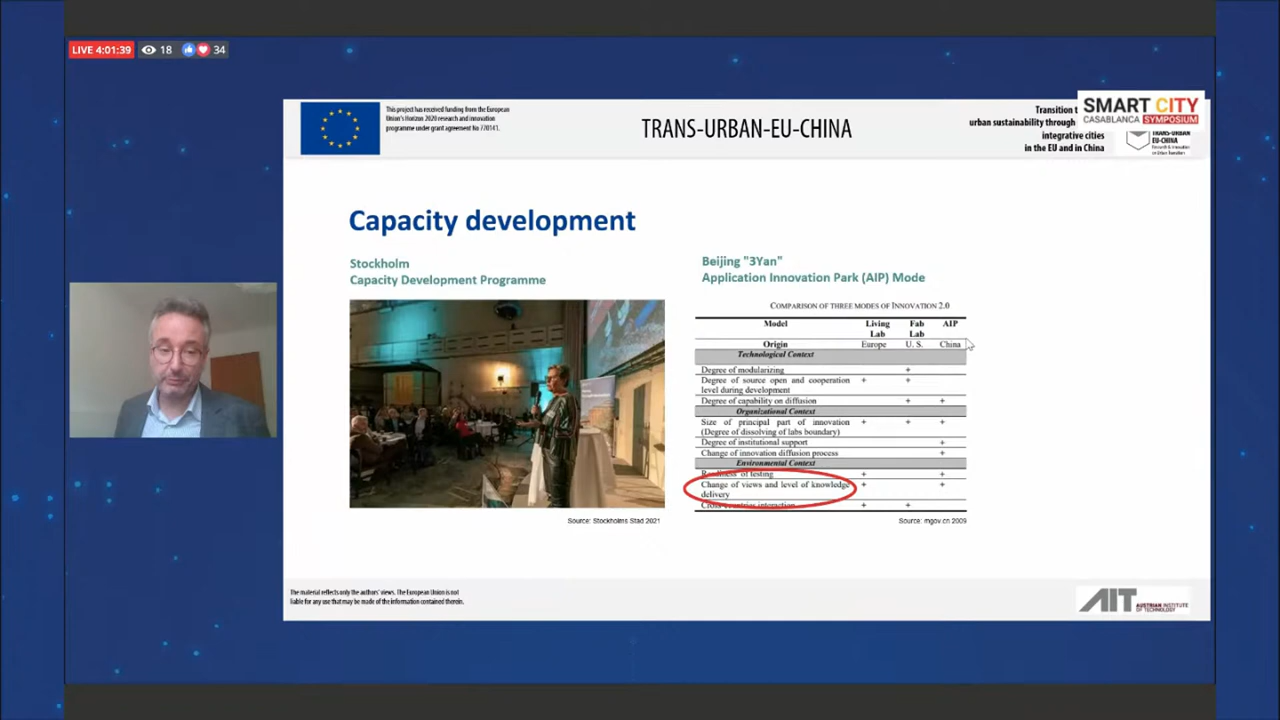 LIVE 4:01:39 18 34
This project has received funding from the European
Union's Horizon 2020 research and innovation
programme under grant agreement No 770141.
TRANS-URBAN-EU-CHINA
Transition t
urban sustainability through
integrative cities
in the EU and in China
SMART CITY
CASABLANCA SYMPOSIUM
TRANS-URBAN
EU-CHINA
Capacity development
Stockholm
Capacity Development Programme
Beijing "3Yan"
Application Innovation Park (AIP) Mode
COMPARISON OF THREE MODES OF INNOVATION 2.0
Model Living Lab Fab Lab AIP
Origin Europe U. S. China
Technological Context
Degree of modularizing +
Degree of source open and cooperation + +
level during development
Degree of capability on diffusion + +
Organizational Context
Size of principal part of innovation + + +
(Degree of dissolving of labs boundary)
Degree of institutional support +
Change of innovation diffusion process +
Environmental Context
Readiness of testing + +
Change of views and level of knowledge + +
delivery
Cross-countries interaction + +
Source: Stockholms Stad 2021
Source: mgov.cn 2009
The material reflects only the authors' views. The European Union is not
liable for any use that may be made of the information contained therein.
AIT AUSTRIAN INSTITUTE
OF TECHNOLOGY